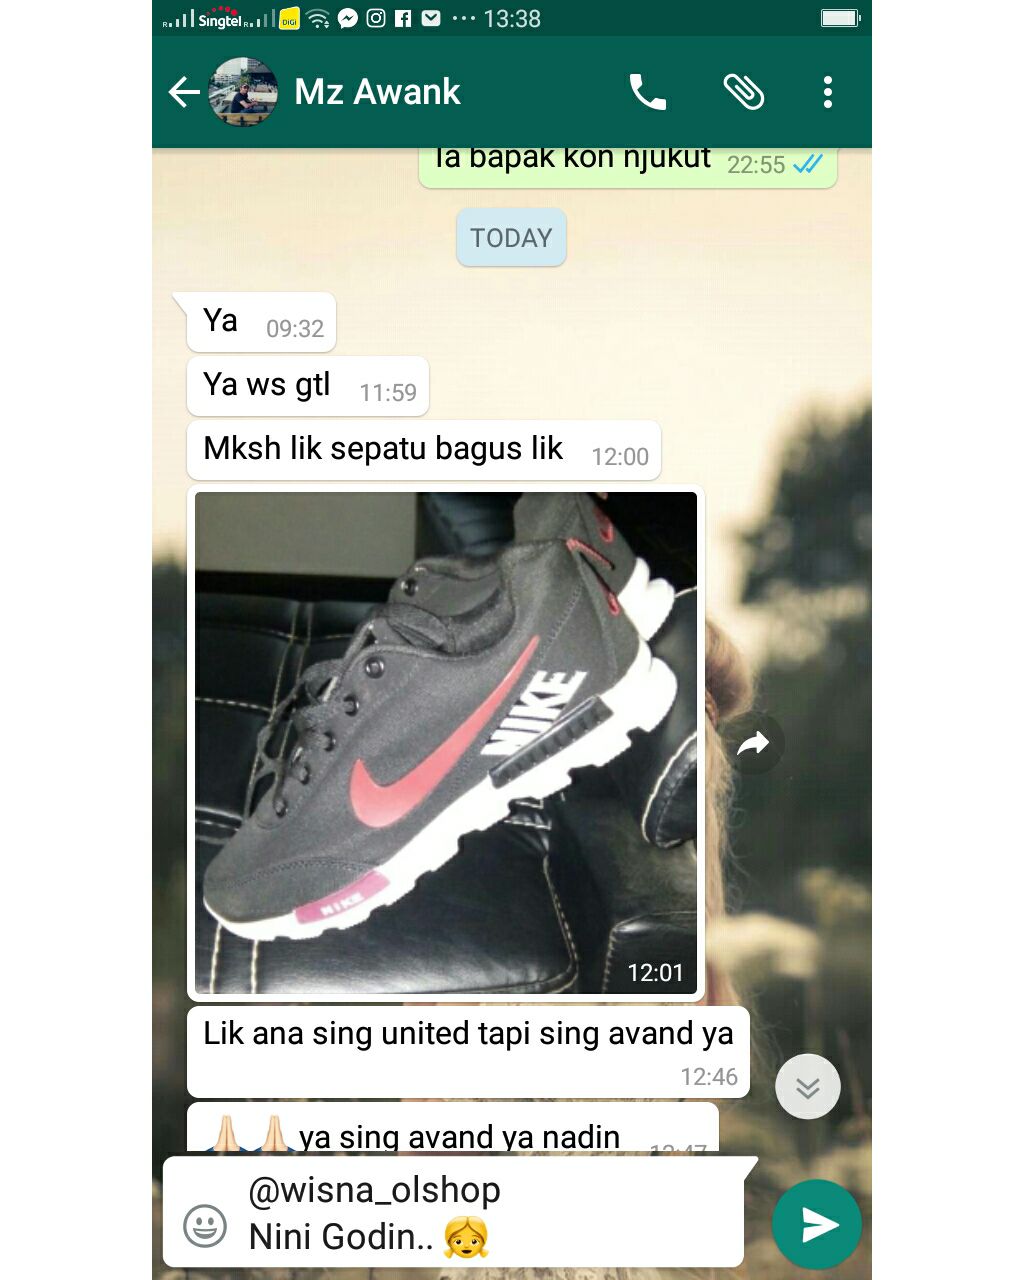 Singtel
DIGI
13:38
Mz Awank
Ia bapak kon njukut 22:55
TODAY
Ya 09:32
Ya ws gtl 11:59
Mksh lik sepatu bagus lik 12:00
NIKE
NIKE
12:01
Lik ana sing united tapi sing avand ya
12:46
🙏🏻🙏🏻ya sing avand ya nadin 12:47
@wisna_olshop
Nini Godin.. 👧